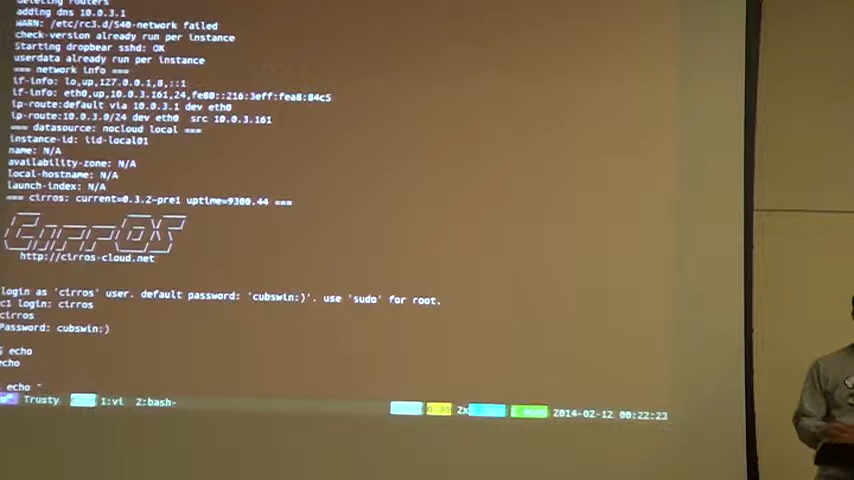 deleting routers
adding dns 10.0.3.1
WARN: /etc/rc3.d/S40-network failed
check-version already run per instance
Starting dropbear sshd: OK
userdata already run per instance
=== network info ===
if-info: lo,up,127.0.0.1,8,::1
if-info: eth0,up,10.0.3.161,24,fe80::216:3eff:fea8:84c5
ip-route:default via 10.0.3.1 dev eth0
ip-route:10.0.3.0/24 dev eth0 src 10.0.3.161
=== datasource: nocloud local ===
instance-id: iid-local01
name: N/A
availability-zone: N/A
local-hostname: N/A
launch-index: N/A
=== cirros: current=0.3.2-pre1 uptime=9300.44 ===
CirrOS
http://cirros-cloud.net
login as 'cirros' user. default password: 'cubswin:)'. use 'sudo' for root.
c1 login: cirros
cirros
Password: cubswin:)
$ echo
echo
echo ~
Trusty 1:vi 2:bash- 2x 2014-02-12 00:22:23